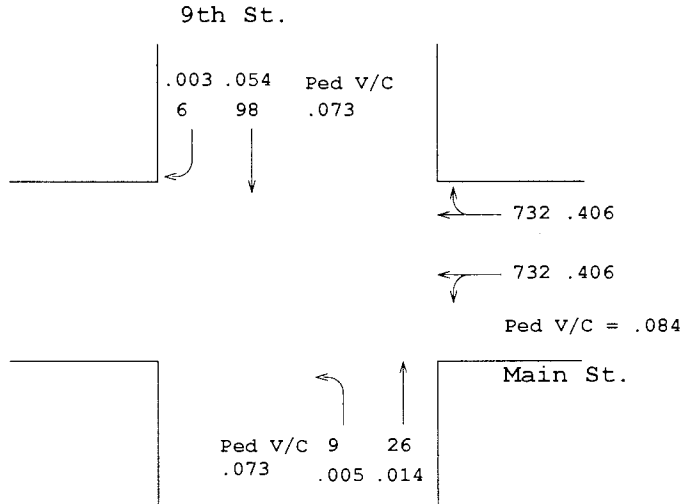 9th St.
.003 .054 Ped V/C
6 98 .073
732 .406
732 .406
Ped V/C = .084
Main St.
Ped V/C 9 26
.073 .005 .014